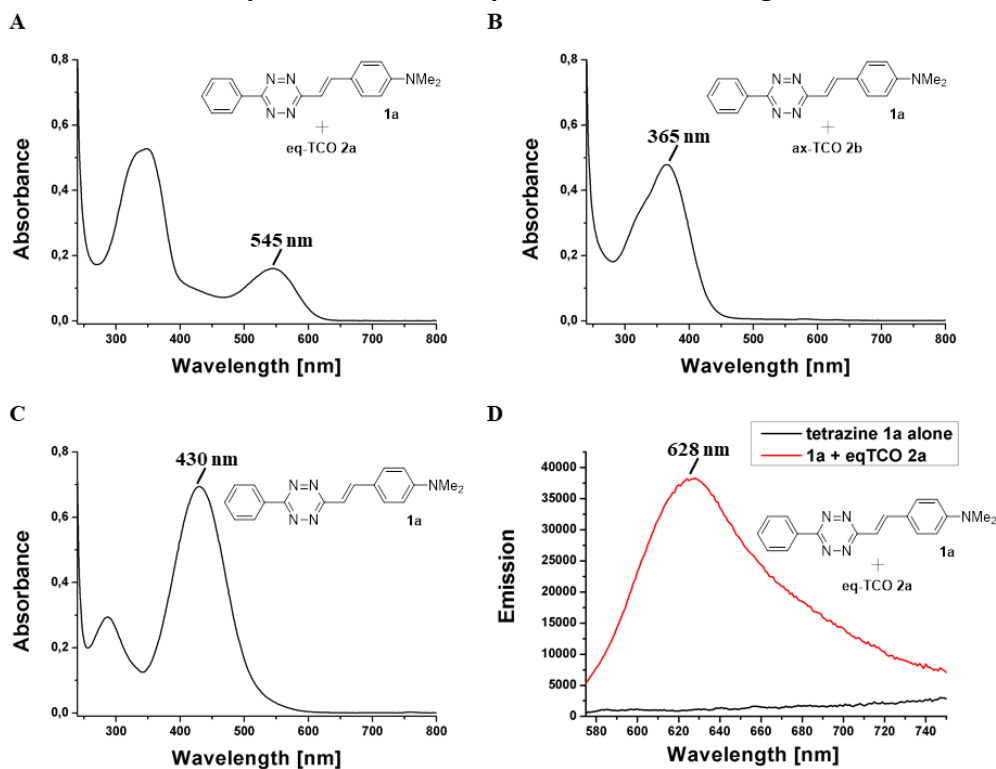 A
0,8
0,6
0,4
0,2
0,0
Absorbance
300 400 500 600 700 800
Wavelength [nm]
545 nm
N N
N N
NMe2
1a
+
eq-TCO 2a
B
0,8
0,6
0,4
0,2
0,0
Absorbance
300 400 500 600 700 800
Wavelength [nm]
365 nm
N N
N N
NMe2
1a
+
ax-TCO 2b
C
0,8
0,6
0,4
0,2
0,0
Absorbance
300 400 500 600 700 800
Wavelength [nm]
430 nm
N N
N N
NMe2
1a
D
tetrazine 1a alone
1a + eqTCO 2a
628 nm
40000
35000
30000
25000
20000
15000
10000
5000
0
Emission
580 600 620 640 660 680 700 720 740
Wavelength [nm]
N N
N N
NMe2
1a
+
eq-TCO 2a